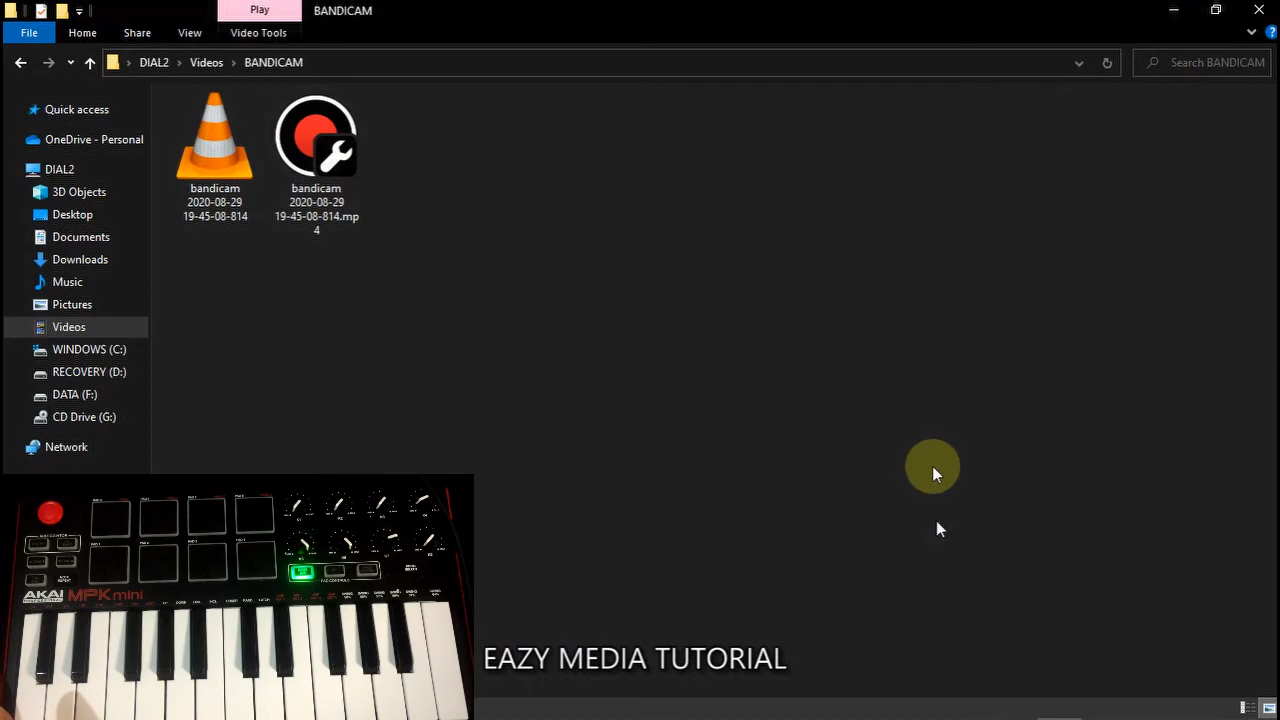 Play
BANDICAM
File
Home
Share
View
Video Tools
DIAL2
Videos
BANDICAM
Search BANDICAM
Quick access
OneDrive - Personal
DIAL2
3D Objects
Desktop
Documents
Downloads
Music
Pictures
Videos
WINDOWS (C:)
RECOVERY (D:)
DATA (F:)
CD Drive (G:)
Network
bandicam
2020-08-29
19-45-08-814
bandicam
2020-08-29
19-45-08-814.mp
4
AKAI
MPK mini
EAZY MEDIA TUTORIAL